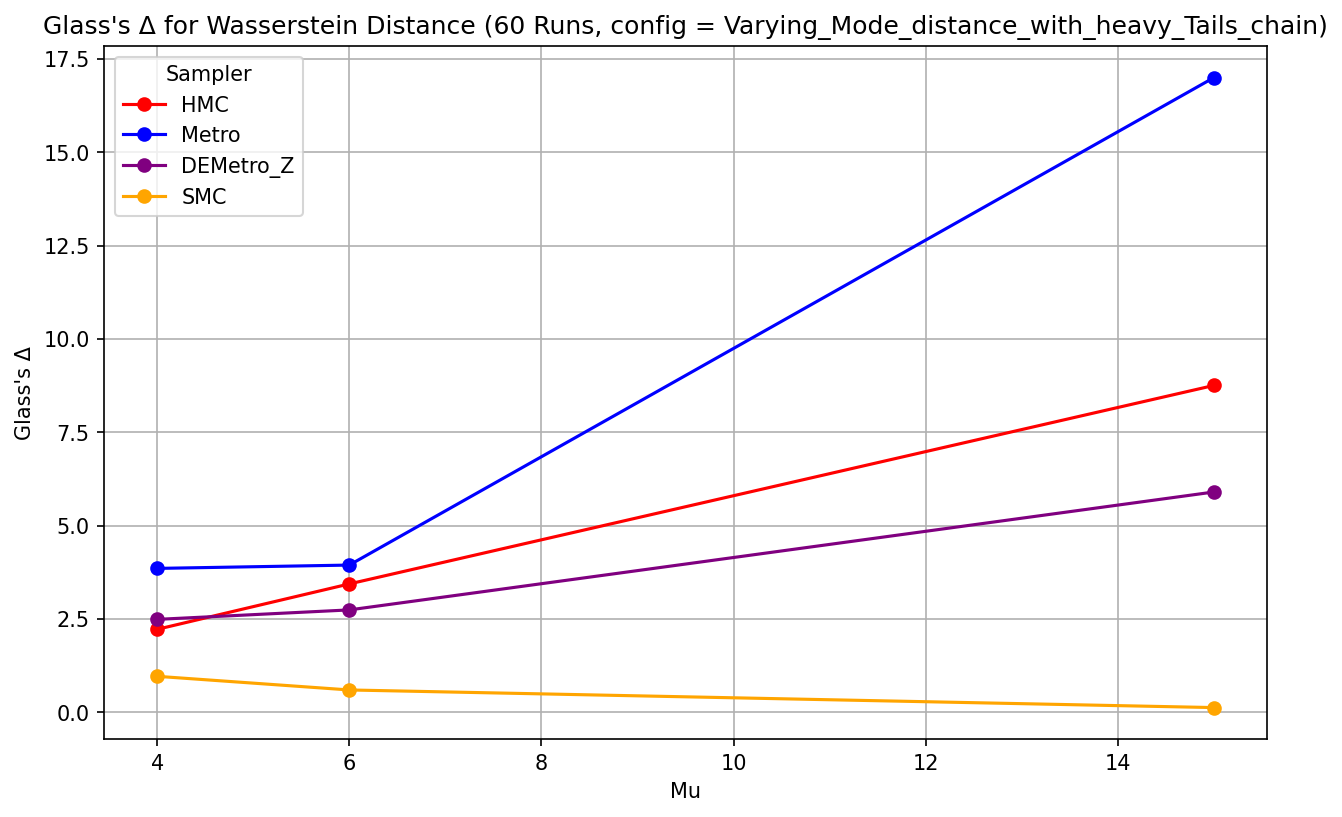 Glass's Δ for Wasserstein Distance (60 Runs, config = Varying_Mode_distance_with_heavy_Tails_chain)
17.5
15.0
12.5
10.0
7.5
5.0
2.5
0.0
Glass's Δ
Sampler
HMC
Metro
DEMetro_Z
SMC
4
6
8
10
12
14
Mu